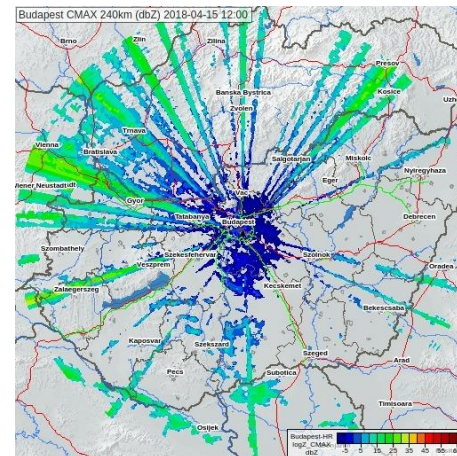 Budapest CMAX 240km (dbZ) 2018-04-15 12:00
Brno
Zlin
Zilina
Presov
Kosice
Banska Bystrica
Zvolen
Trnava
Vienna
Bratislava
Salgotarjan
Miskolc
Eger
Nyiregyhaza
Wiener Neustadt
Gyor
Vac
Tatabanya
Budapest
Debrecen
Szombathely
Szekesfehervar
Szolnok
Veszprem
Oradea
Zalaegerszeg
Kecskemet
Bekescsaba
Kaposvar
Szekszard
Szeged
Arad
Pecs
Subotica
Timisoara
Osijek
Budapest-HR
logZ_CMAX
dbZ
-5 5 15 25 35 45